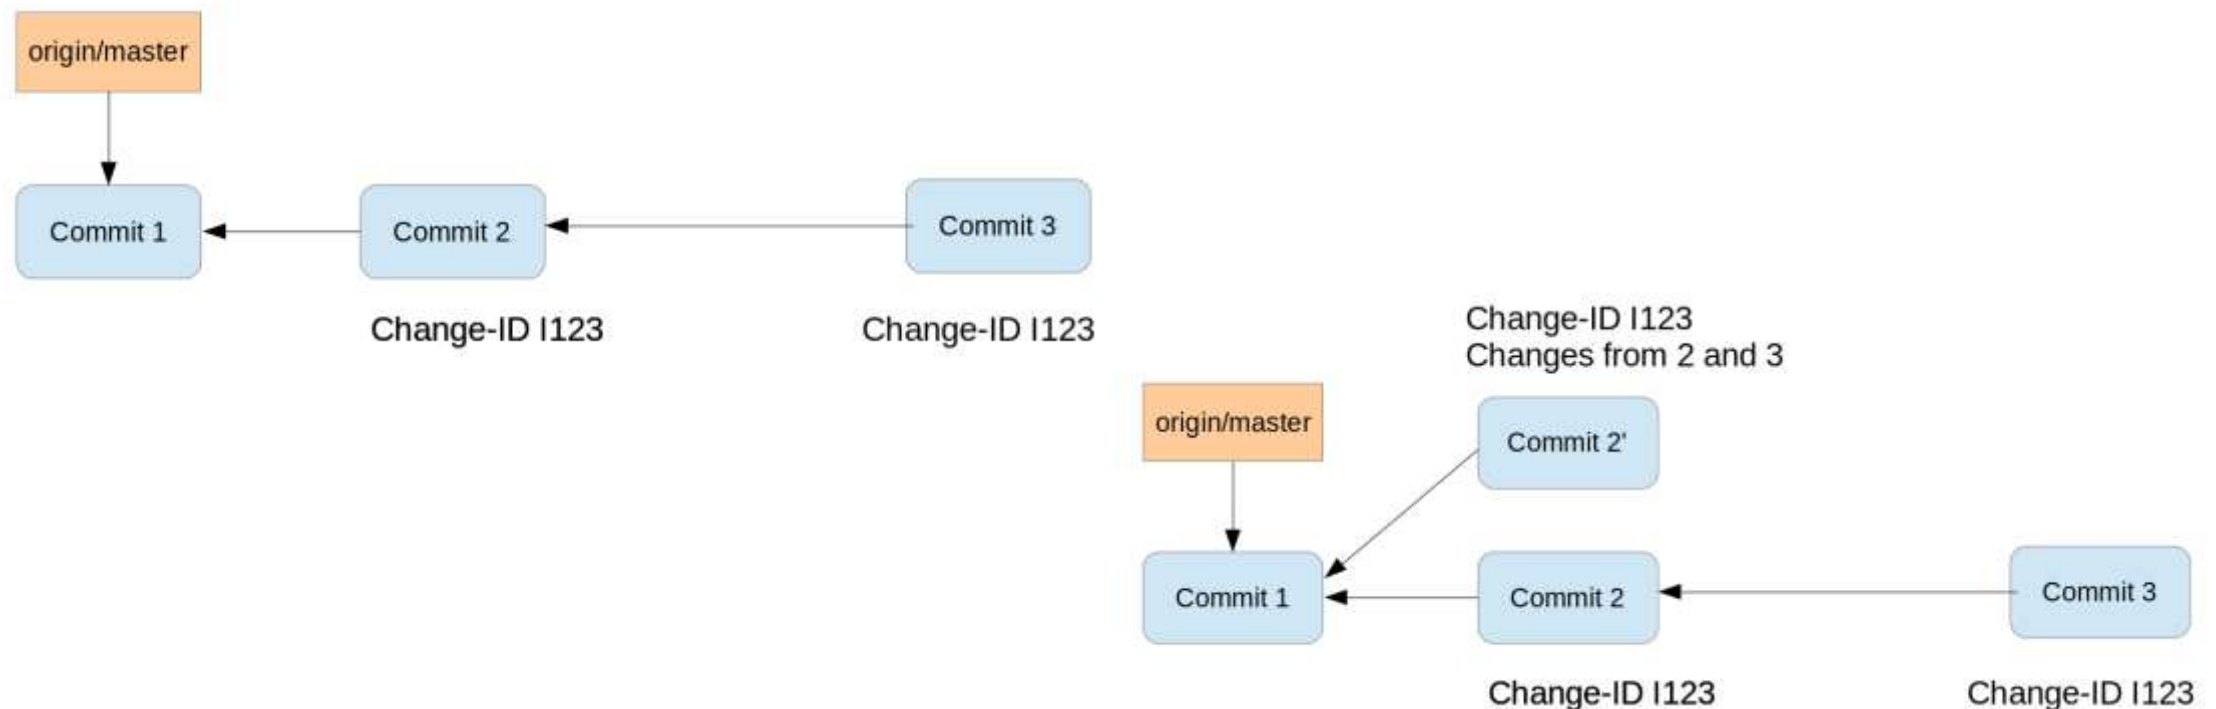 origin/master
Commit 1
Commit 2
Commit 3
Change-ID I123
Change-ID I123
Change-ID I123
Changes from 2 and 3
origin/master
Commit 2'
Commit 1
Commit 2
Commit 3
Change-ID I123
Change-ID I123